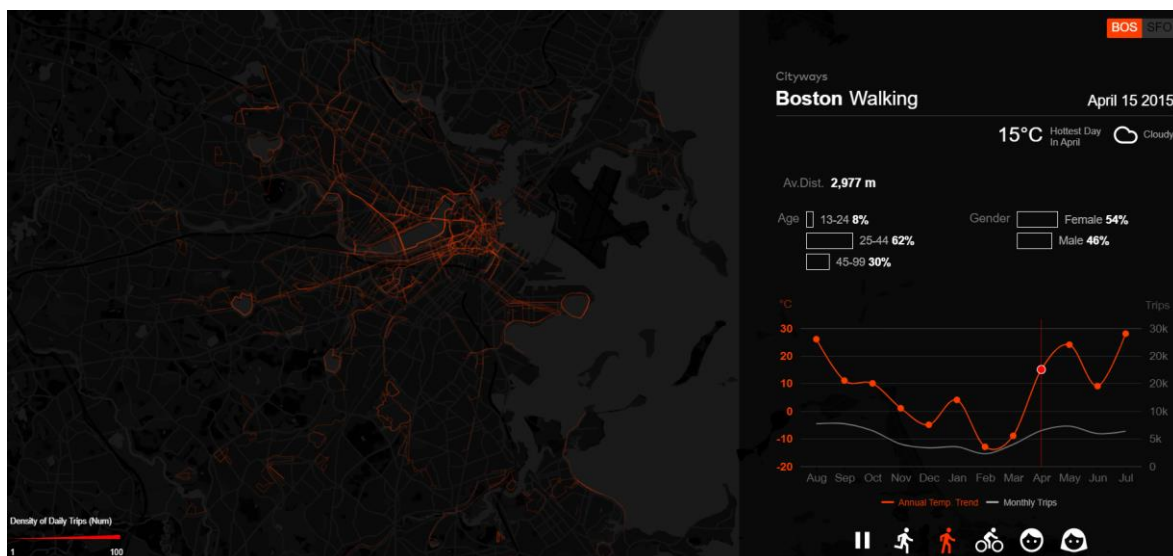 BOS SFO
Cityways
Boston Walking
April 15 2015
15°C Hottest Day
In April
Cloudy
Av.Dist. 2,977 m
Age
13-24 8%
25-44 62%
45-99 30%
Gender
Female 54%
Male 46%
°C
Trips
30
30k
20
20k
10
10k
0
10k
-10
5k
-20
0
Aug Sep Oct Nov Dec Jan Feb Mar Apr May Jun Jul
Annual Temp. Trend
Monthly Trips
Density of Daily Trips (Num)
1
100